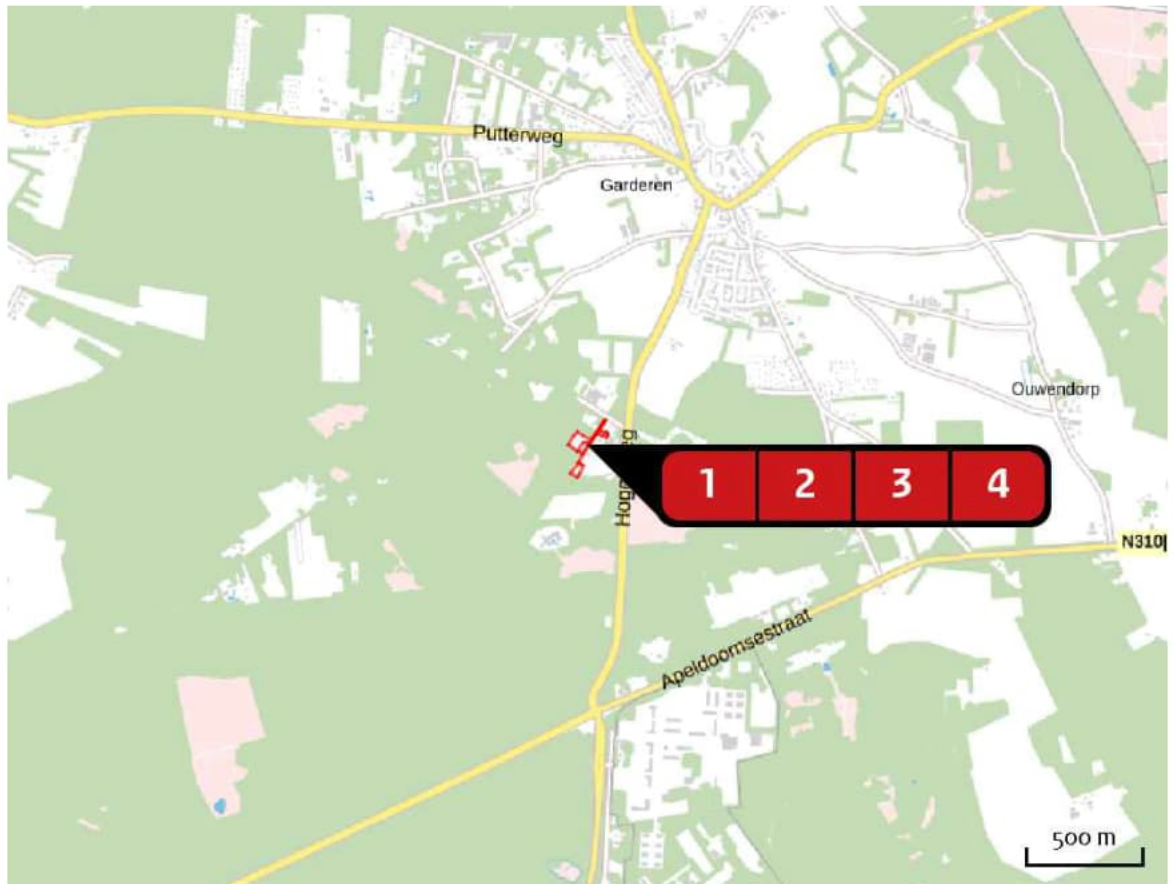 Putterweg
Garderen
Ouwendorp
1 2 3 4
N310
Apeldoornsestraat
500 m